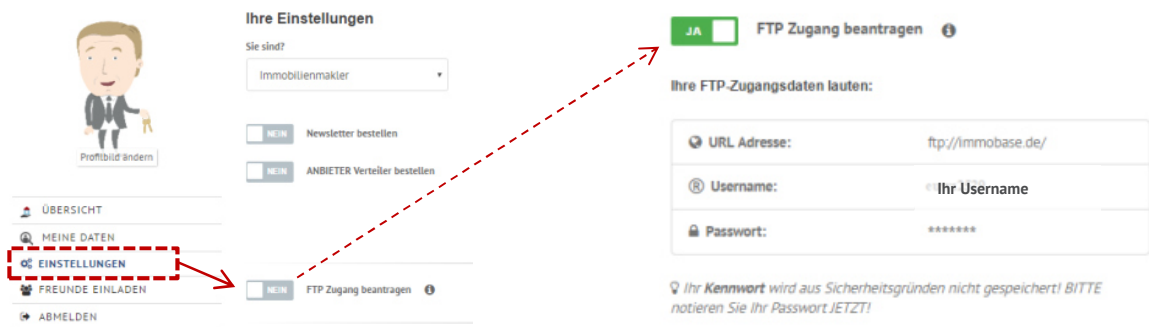 Profilbild ändern
ÜBERSICHT
MEINE DATEN
EINSTELLUNGEN
FREUNDE EINLADEN
ABMELDEN
Ihre Einstellungen
Sie sind?
Immobilienmakler
NEIN Newsletter bestellen
NEIN ANBIETER Verteiler bestellen
NEIN FTP Zugang beantragen
JA FTP Zugang beantragen
Ihre FTP-Zugangsdaten lauten:
URL Adresse: ftp://immobase.de/
Username: Ihr Username
Passwort: *******
Ihr Kennwort wird aus Sicherheitsgründen nicht gespeichert! BITTE
notieren Sie Ihr Passwort JETZT!